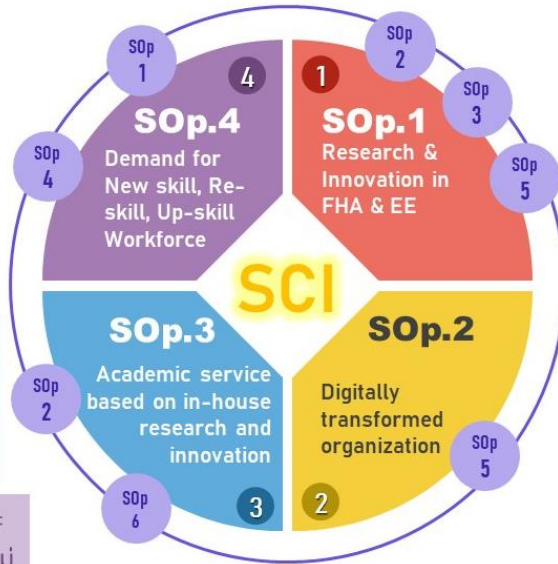 SOp
1
SOp
4
4
SOp.4
Demand for
New skill, Re-
skill, Up-skill
Workforce
SOp
2
SOp
3
SOp
5
1
SOp.1
Research &
Innovation in
FHA & EE
SCI
SOp.3
Academic service
based on in-house
research and
innovation
3
SOp
2
SOp
6
SOp.2
Digitally
transformed
organization
2
SOp
5